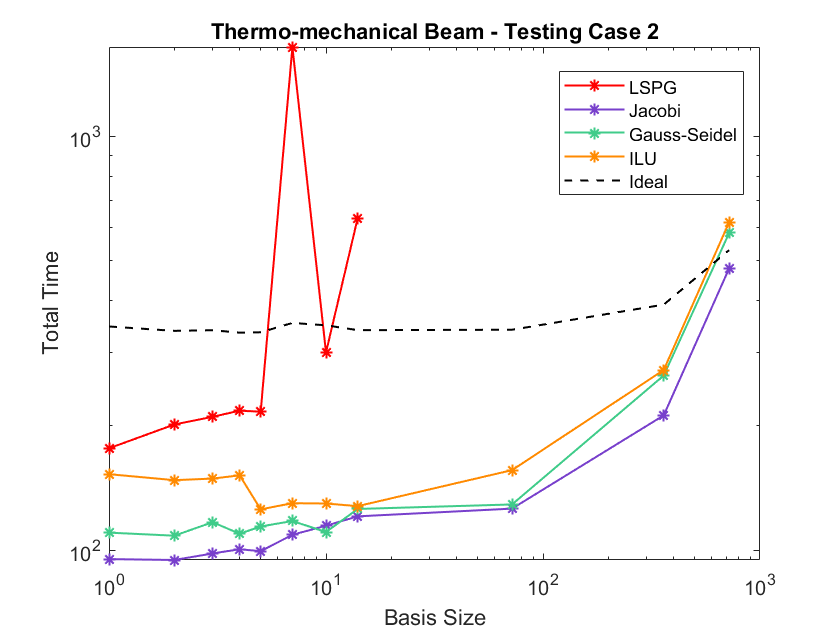 Thermo-mechanical Beam - Testing Case 2
LSPG
Jacobi
Gauss-Seidel
ILU
Ideal
Total Time
10^3
10^2
10^0
10^1
10^2
10^3
Basis Size